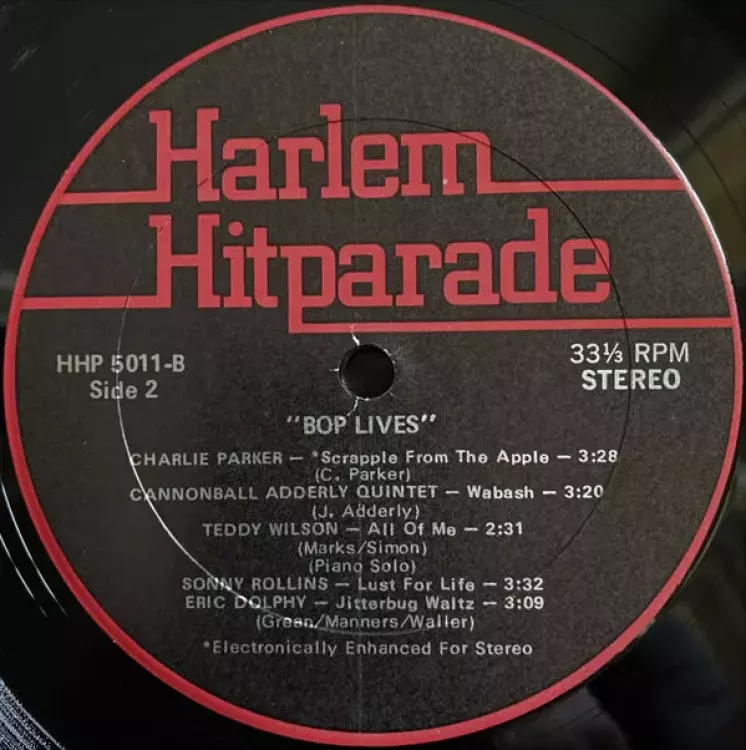 Harlem
Hitparade
HHP 5011-B
Side 2
33⅓ RPM
STEREO
"BOP LIVES"
CHARLIE PARKER — *Scrapple From The Apple — 3:28
(C. Parker)
CANNONBALL ADDERLY QUINTET — Wabash — 3:20
(J. Adderly)
TEDDY WILSON — All Of Me — 2:31
(Marks/Simon)
(Piano Solo)
SONNY ROLLINS — Lust For Life — 3:32
ERIC DOLPHY — Jitterbug Waltz — 3:09
(Green/Manners/Waller)
*Electronically Enhanced For Stereo